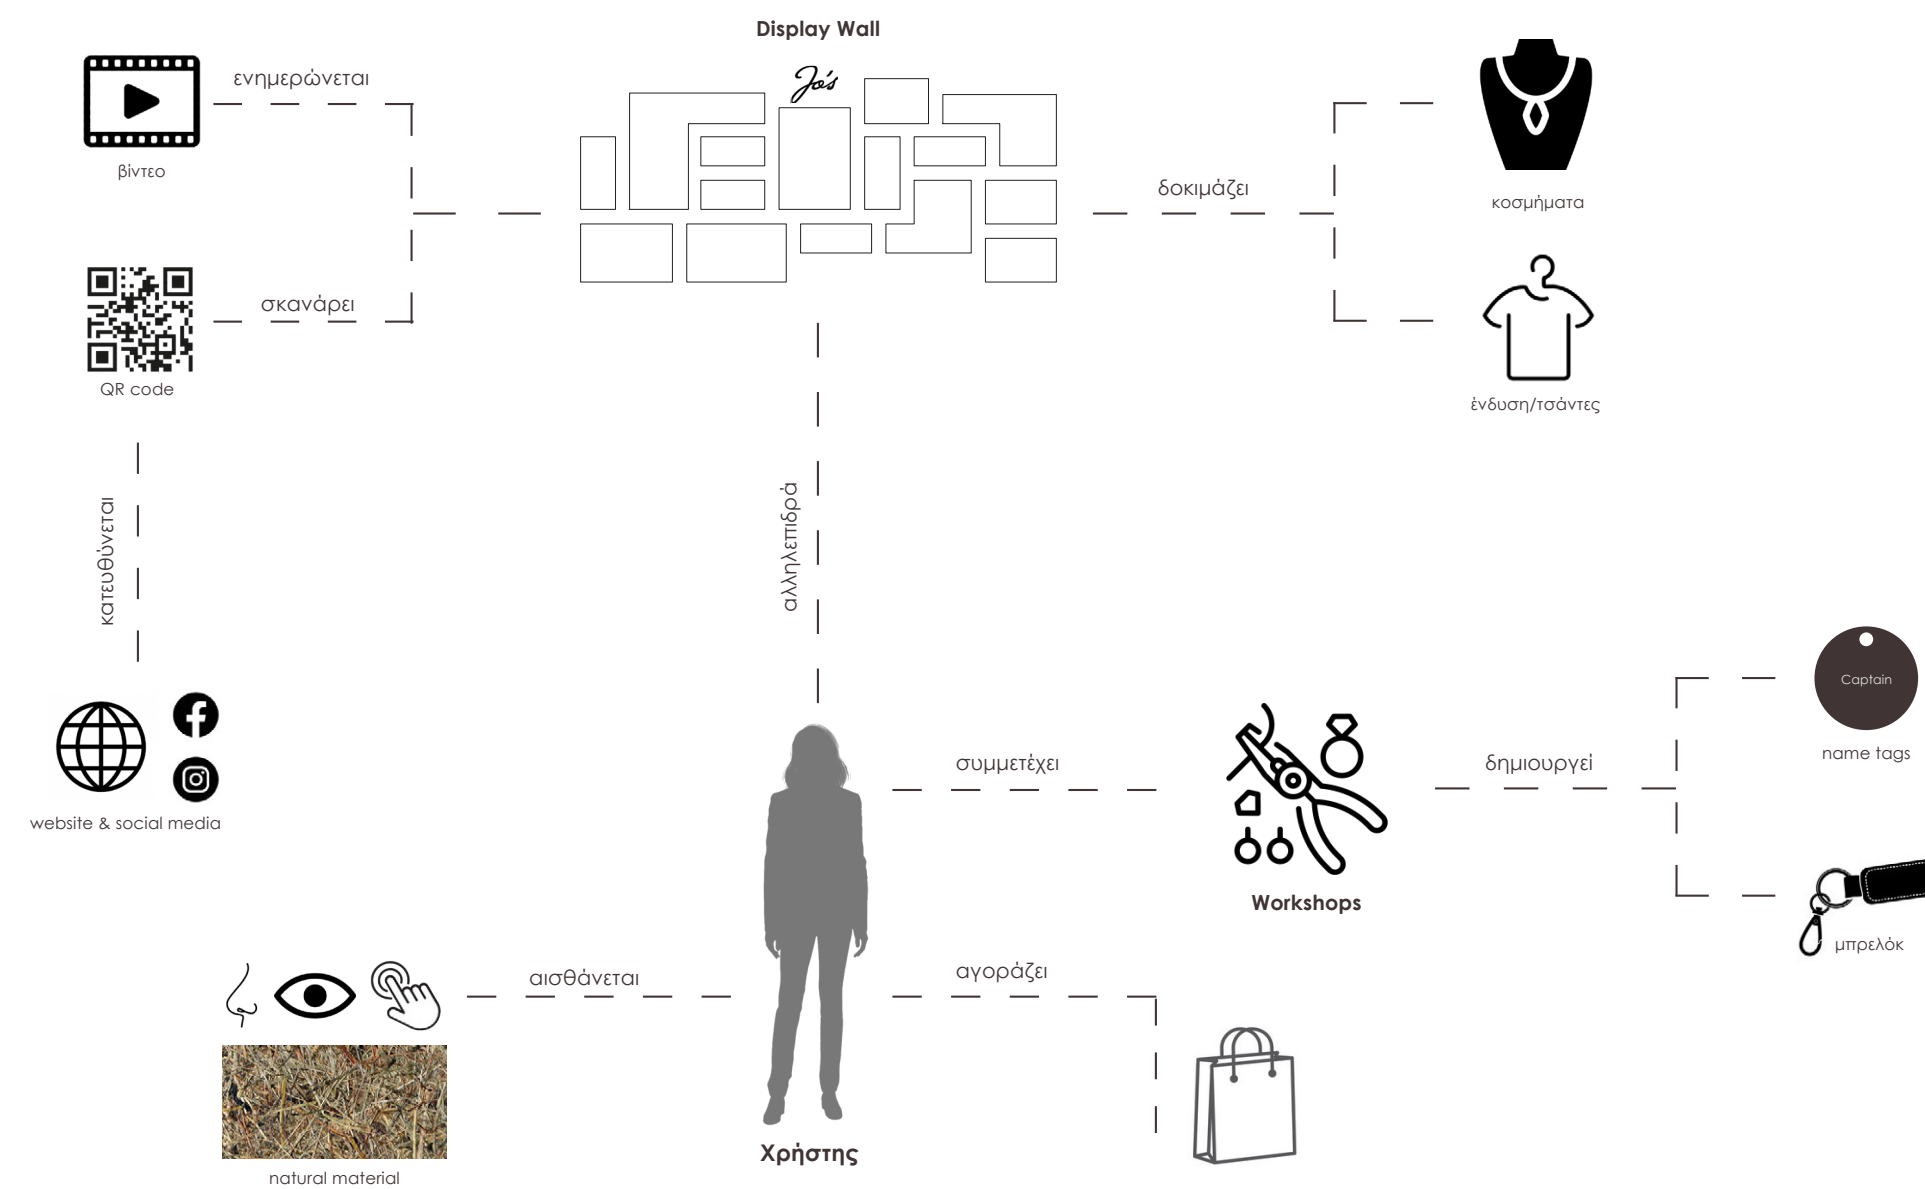 Display Wall
Jo's
ενημερώνεται
βίντεο
δοκιμάζει
κοσμήματα
σκανάρει
QR code
ένδυση/τσάντες
κατευθύνεται
αλληλεπιδρά
website & social media
συμμετέχει
Workshops
δημιουργεί
Captain
name tags
μπρελόκ
αισθάνεται
natural material
αγοράζει
Χρήστης